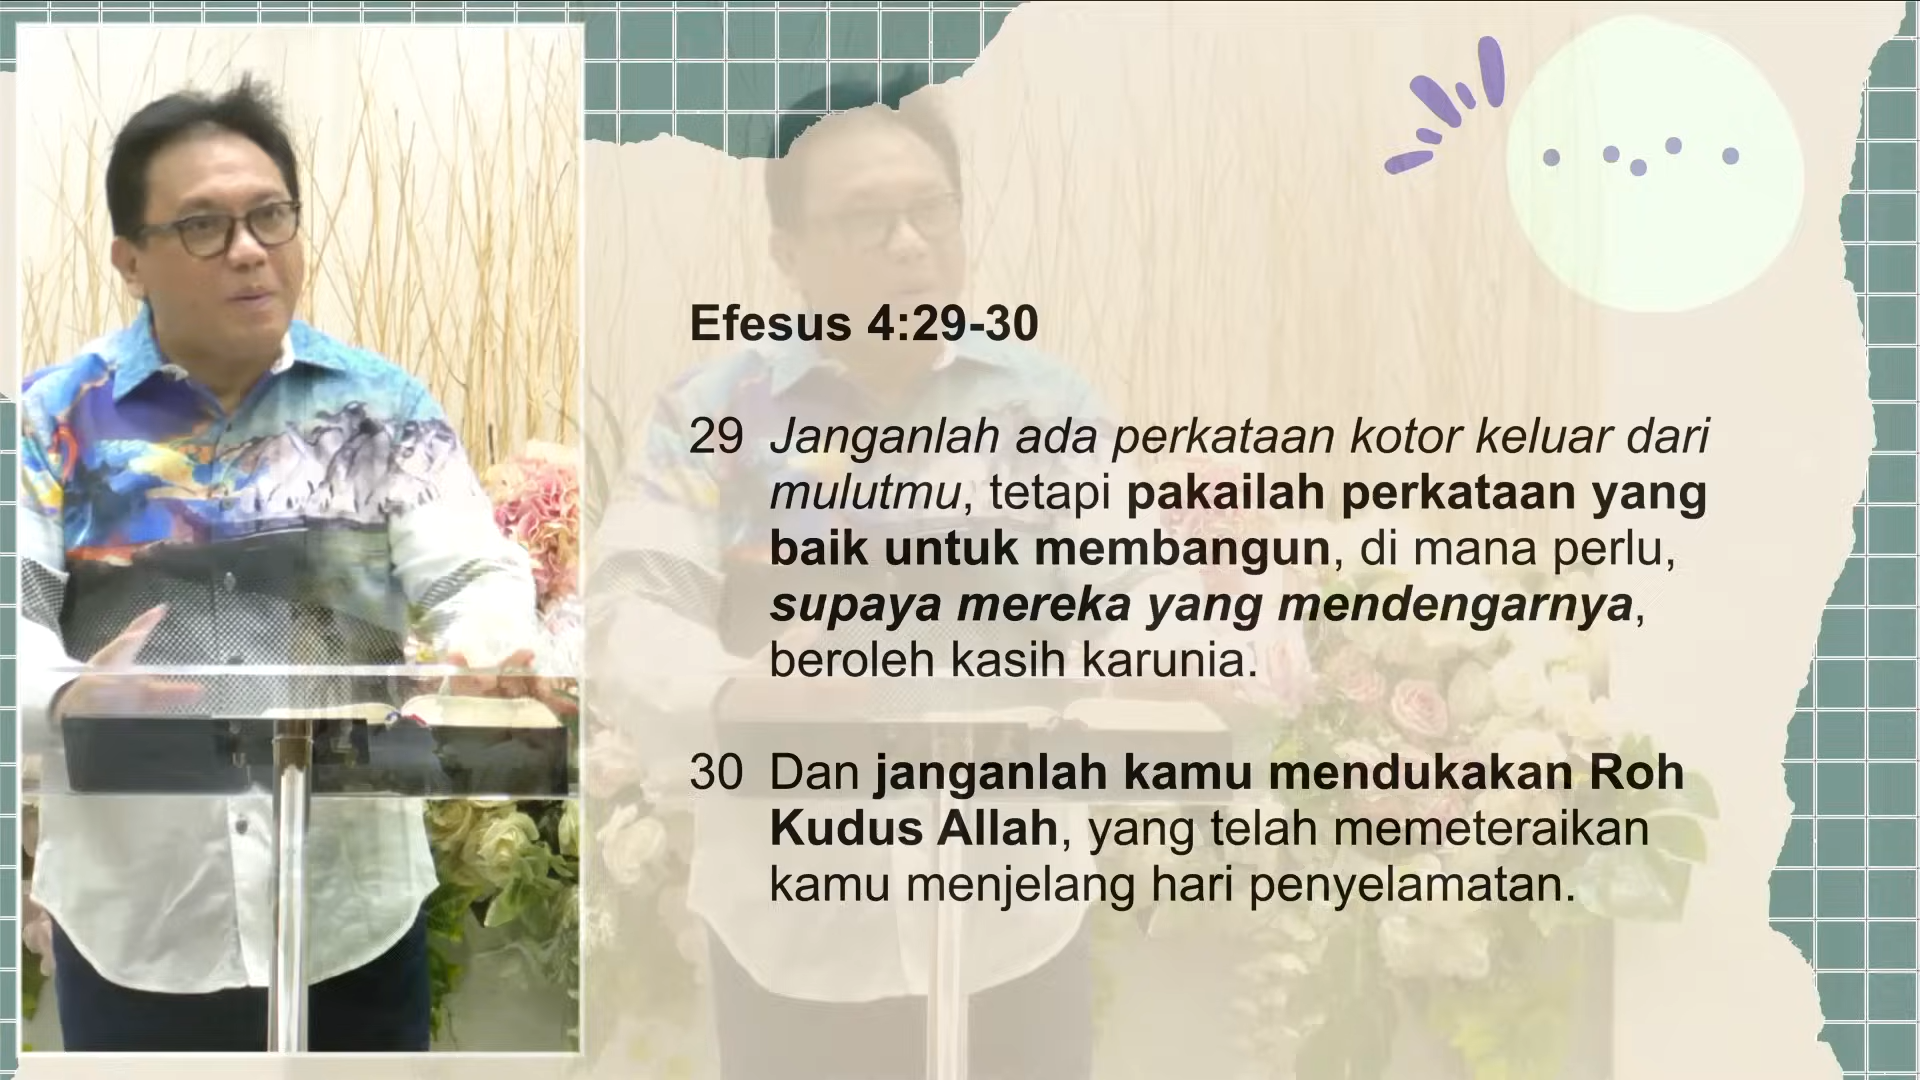 Efesus 4:29-30
29 Janganlah ada perkataan kotor keluar dari
mulutmu, tetapi pakailah perkataan yang
baik untuk membangun, di mana perlu,
supaya mereka yang mendengarnya,
beroleh kasih karunia.
30 Dan janganlah kamu mendukakan Roh
Kudus Allah, yang telah memeteraikan
kamu menjelang hari penyelamatan.